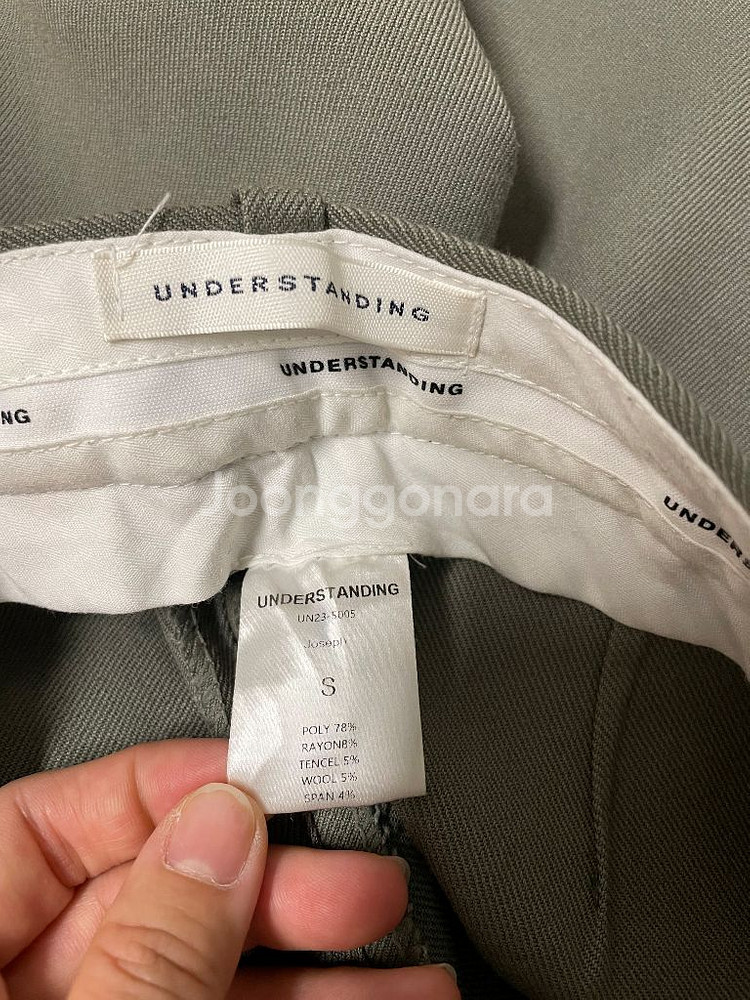 UNDERSTANDING
UNDERSTANDING
NG
UNDERS
Joonggonara
UNDERSTANDING
UN23-5005
Joseph
S
POLY 78%
RAYON8%
TENCEL 5%
WOOL 5%
SPAN 4%